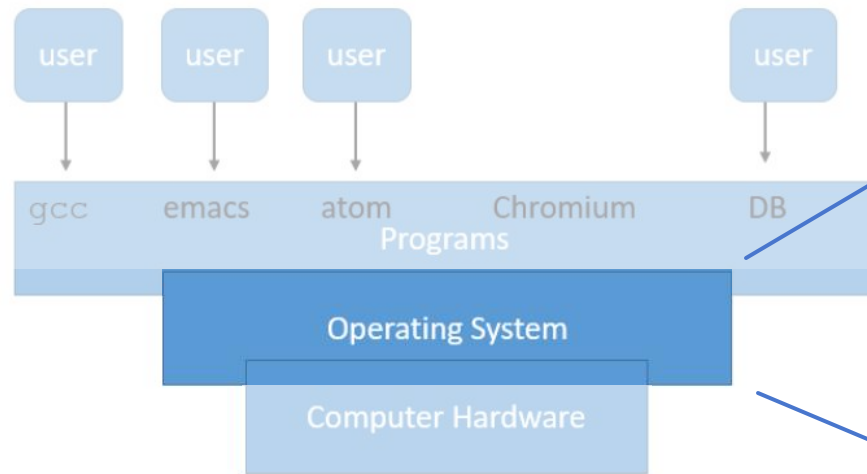 user user user user
gcc emacs atom Chromium DB
Programs
Operating System
Computer Hardware